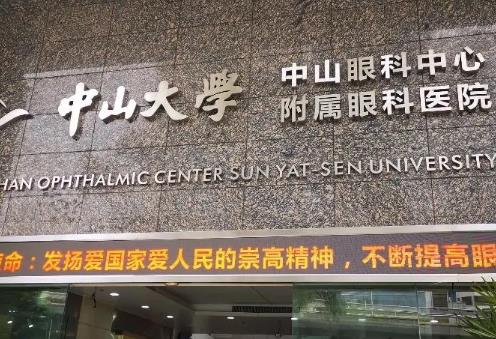 中山大學
中山眼科中心
附属眼科医院
HAN OPHTHALMIC CENTER SUN YAT-SEN UNIVERSITY
命：发扬爱国家爱人民的崇高精神，不断提高眼